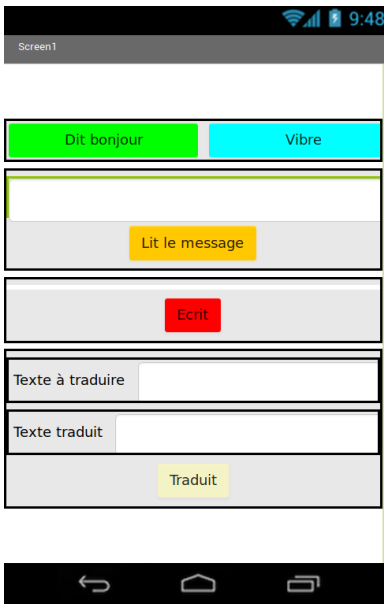 9:48
Screen1
Dit bonjour Vibre
Lit le message
Ecrit
Texte à traduire
Texte traduit
Traduit